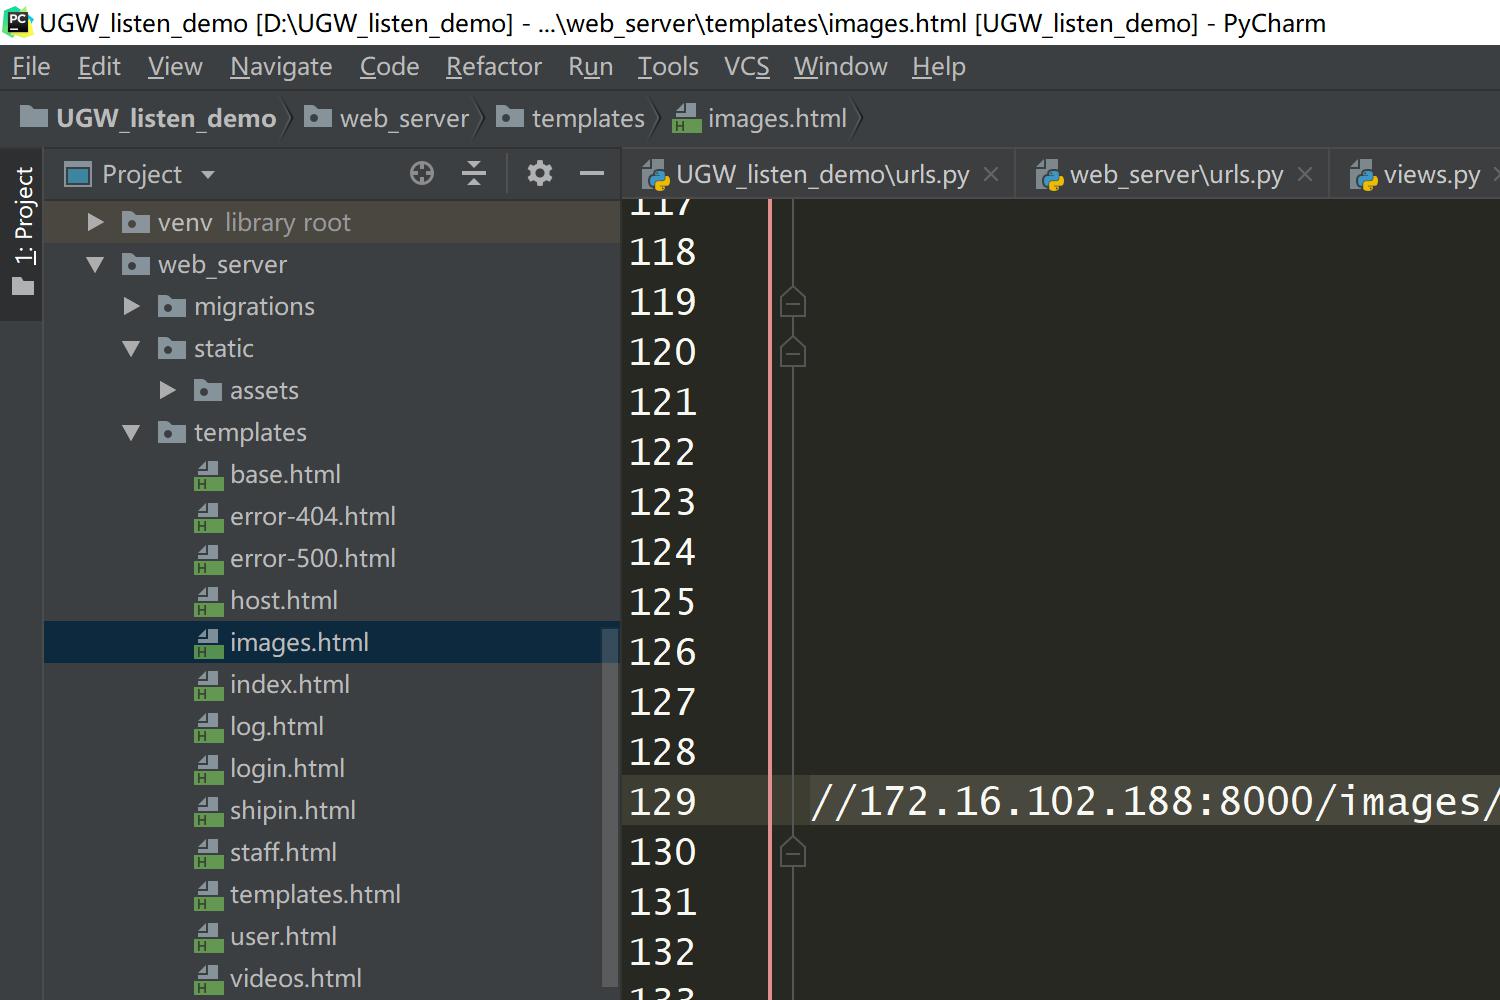 PC UGW_listen_demo [D:\UGW_listen_demo] - ...\web_server\templates\images.html [UGW_listen_demo] - PyCharm
File Edit View Navigate Code Refactor Run Tools VCS Window Help
UGW_listen_demo web_server templates H images.html
1: Project
Project
UGW_listen_demo\urls.py web_server\urls.py views.py
venv library root
web_server
migrations
static
assets
templates
H base.html
H error-404.html
H error-500.html
H host.html
H images.html
H index.html
H log.html
H login.html
H shipin.html
H staff.html
H templates.html
H user.html
H videos.html
117
118
119
120
121
122
123
124
125
126
127
128
129 //172.16.102.188:8000/images/
130
131
132
133